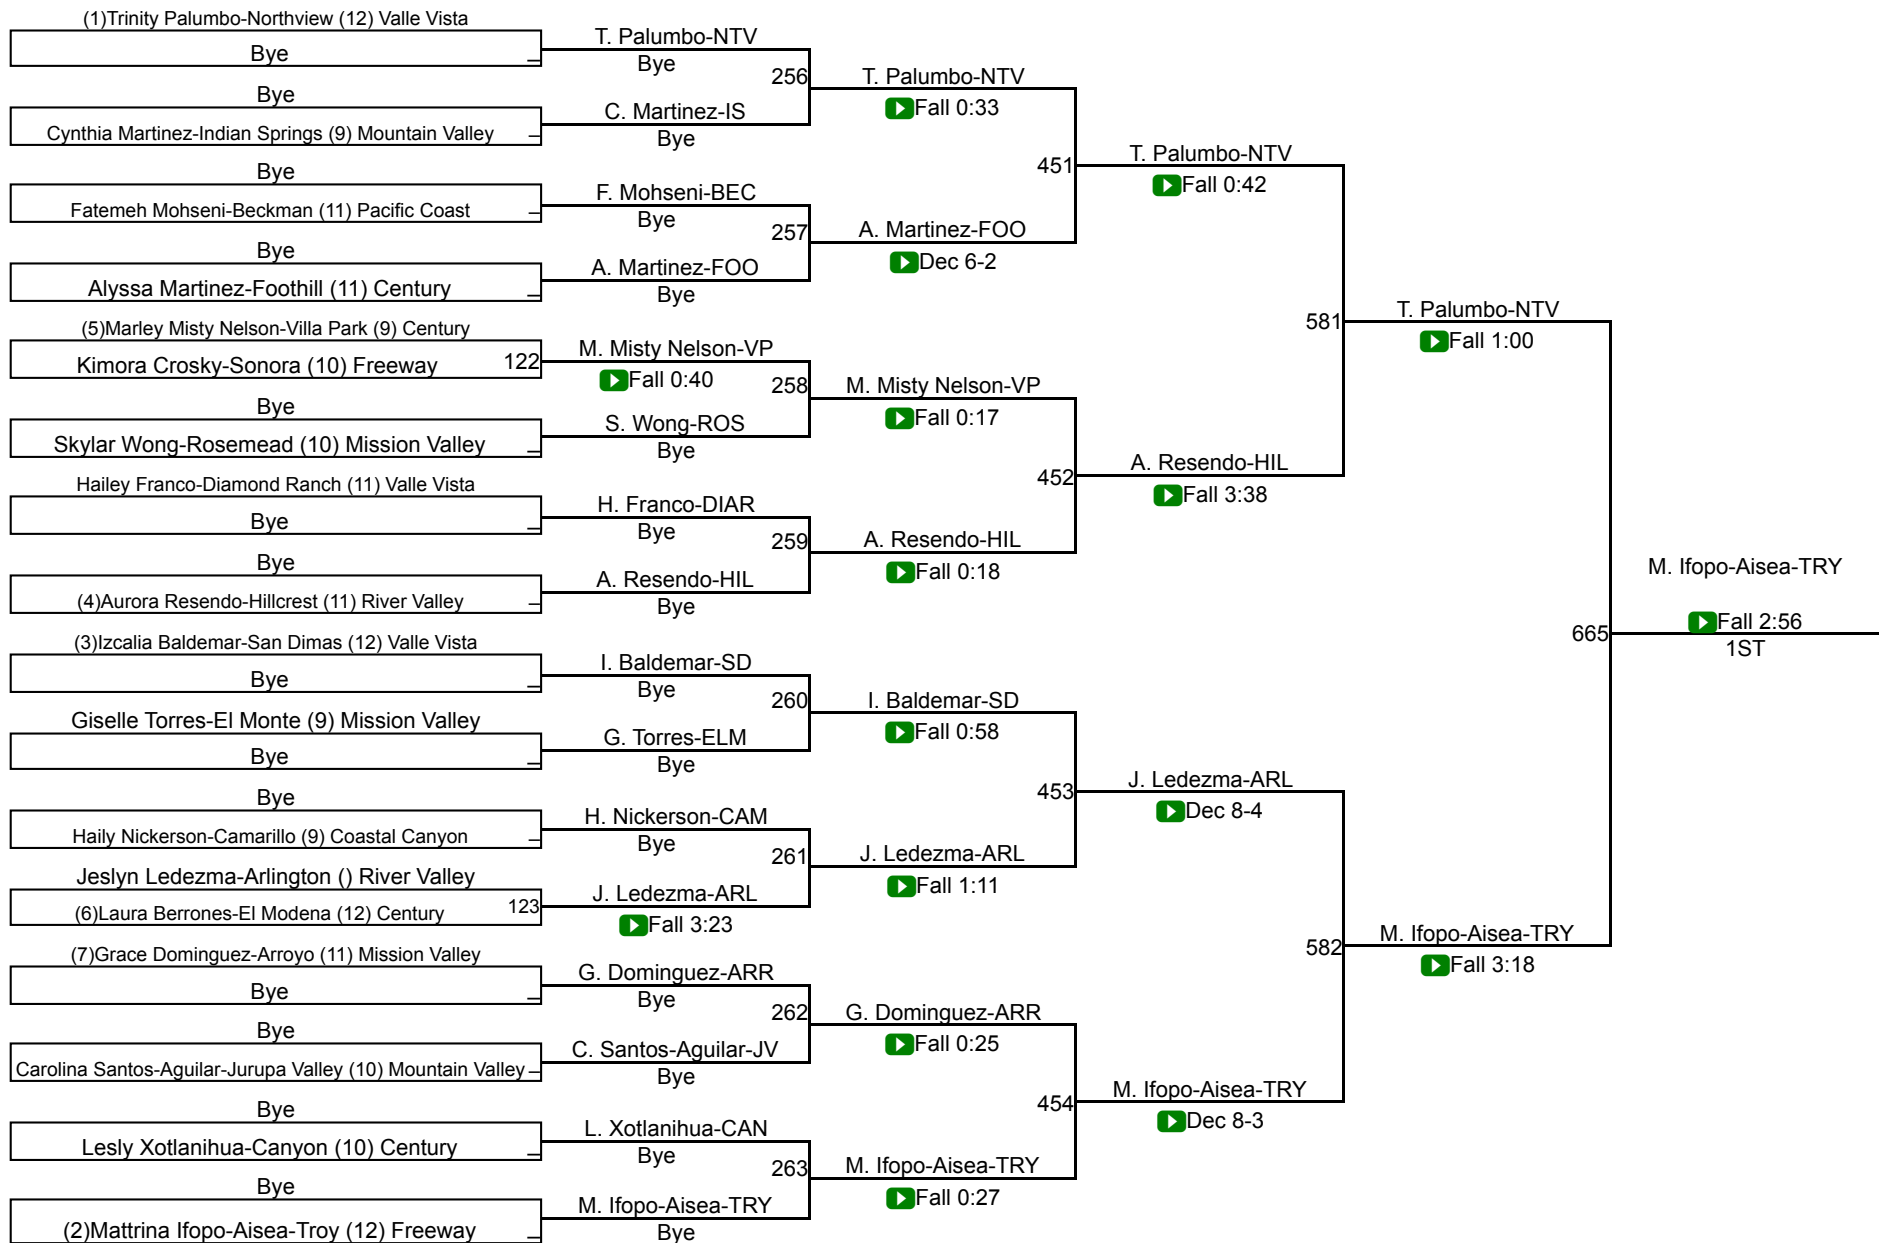 (1)Trinity Palumbo-Northview (12) Valle Vista
Bye
Bye
Cynthia Martinez-Indian Springs (9) Mountain Valley
Bye
Fatemeh Mohseni-Beckman (11) Pacific Coast
Bye
Alyssa Martinez-Foothill (11) Century
(5)Marley Misty Nelson-Villa Park (9) Century
Kimora Crosky-Sonora (10) Freeway 122
Bye
Skylar Wong-Rosemead (10) Mission Valley
Hailey Franco-Diamond Ranch (11) Valle Vista
Bye
Bye
(4)Aurora Resendo-Hillcrest (11) River Valley
(3)Izcalia Baldemar-San Dimas (12) Valle Vista
Bye
Giselle Torres-El Monte (9) Mission Valley
Bye
Bye
Haily Nickerson-Camarillo (9) Coastal Canyon
Jeslyn Ledezma-Arlington () River Valley
(6)Laura Berrones-El Modena (12) Century 123
(7)Grace Dominguez-Arroyo (11) Mission Valley
Bye
Bye
Carolina Santos-Aguilar-Jurupa Valley (10) Mountain Valley
Bye
Lesly Xotlanihua-Canyon (10) Century
Bye
(2)Mattrina Ifopo-Aisea-Troy (12) Freeway
T. Palumbo-NTV
Bye
256
C. Martinez-IS
Bye
F. Mohseni-BEC
Bye
257
A. Martinez-FOO
Bye
M. Misty Nelson-VP
Fall 0:40
258
S. Wong-ROS
Bye
H. Franco-DIAR
Bye
259
A. Resendo-HIL
Bye
I. Baldemar-SD
Bye
260
G. Torres-ELM
Bye
H. Nickerson-CAM
Bye
261
J. Ledezma-ARL
Fall 3:23
G. Dominguez-ARR
Bye
262
C. Santos-Aguilar-JV
Bye
L. Xotlanihua-CAN
Bye
263
M. Ifopo-Aisea-TRY
Bye
T. Palumbo-NTV
Fall 0:33
451
A. Martinez-FOO
Dec 6-2
M. Misty Nelson-VP
Fall 0:17
452
A. Resendo-HIL
Fall 0:18
I. Baldemar-SD
Fall 0:58
453
J. Ledezma-ARL
Fall 1:11
G. Dominguez-ARR
Fall 0:25
454
M. Ifopo-Aisea-TRY
Fall 0:27
T. Palumbo-NTV
Fall 0:42
581
A. Resendo-HIL
Fall 3:38
J. Ledezma-ARL
Dec 8-4
582
M. Ifopo-Aisea-TRY
Dec 8-3
T. Palumbo-NTV
Fall 1:00
665
M. Ifopo-Aisea-TRY
Fall 3:18
M. Ifopo-Aisea-TRY
Fall 2:56
1ST